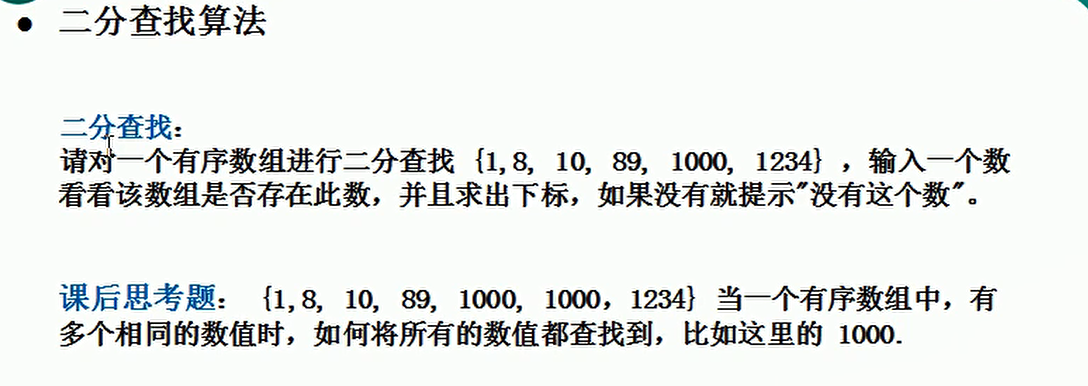 ● 二分查找算法
二分查找：
请对一个有序数组进行二分查找 {1,8, 10, 89, 1000, 1234} ，输入一个数
看看该数组是否存在此数，并且求出下标，如果没有就提示"没有这个数"。
课后思考题： {1,8, 10, 89, 1000, 1000，1234} 当一个有序数组中，有
多个相同的数值时，如何将所有的数值都查找到，比如这里的 1000.